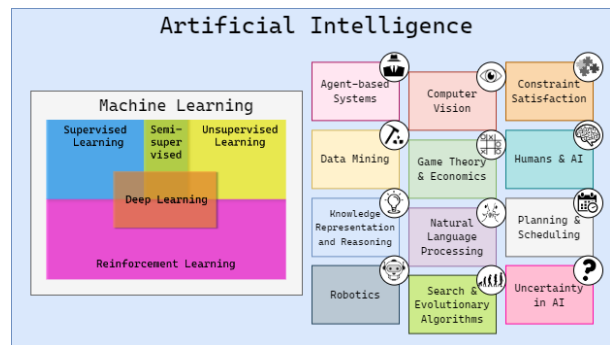 Artificial Intelligence
Machine Learning
Supervised
Learning
Semi-
super
vised
Unsupervised
Learning
Deep Learning
Reinforcement Learning
Agent-based
Systems
Computer
Vision
Constraint
Satisfaction
Data Mining
Game Theory
& Economics
Humans & AI
Knowledge
Representation
and Reasoning
Natural
Language
Processing
Planning &
Scheduling
Robotics
Search &
Evolutionary
Algorithms
Uncertainty
in AI